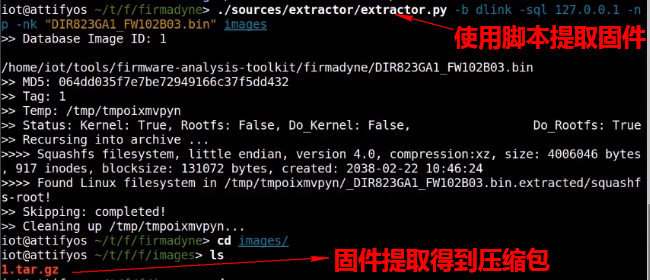 iot@attifyos ~/t/f/firmadyne> ./sources/extractor/extractor.py -b dlink -sql 127.0.0.1 -n
p -nk "DIR823GA1_FW102B03.bin" images
>> Database Image ID: 1
使用脚本提取固件
/home/iot/tools/firmware-analysis-toolkit/firmadyne/DIR823GA1_FW102B03.bin
>> MD5: 064dd035f7e7be72949166c37f5dd432
>> Tag: 1
>> Temp: /tmp/tmpoixmvpyn
>> Status: Kernel: True, Rootfs: False, Do_Kernel: False, Do_Rootfs: True
>> Recursing into archive ...
>>>> Squashfs filesystem, little endian, version 4.0, compression:xz, size: 4006046 bytes
, 917 inodes, blocksize: 131072 bytes, created: 2038-02-22 10:46:24
>>>> Found Linux filesystem in /tmp/tmpoixmvpyn/_DIR823GA1_FW102B03.bin.extracted/squashf
s-root!
>> Skipping: completed!
>> Cleaning up /tmp/tmpoixmvpyn...
iot@attifyos ~/t/f/firmadyne> cd images/
iot@attifyos ~/t/f/f/images> ls
1.tar.gz
固件提取得到压缩包